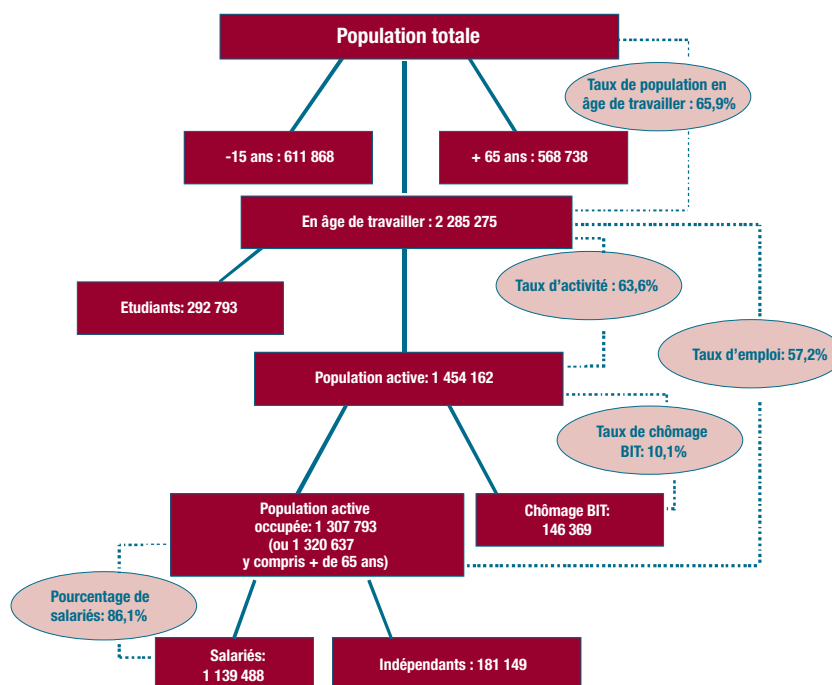 Population totale
Taux de population en
âge de travailler : 65,9%
-15 ans : 611 868
+ 65 ans : 568 738
En âge de travailler : 2 285 275
Taux d'activité : 63,6%
Etudiants: 292 793
Taux d'emploi: 57,2%
Population active: 1 454 162
Taux de chômage
BIT: 10,1%
Population active
occupée: 1 307 793
(ou 1 320 637
y compris + de 65 ans)
Chômage BIT:
146 369
Pourcentage de
salariés: 86,1%
Salariés:
1 139 488
Indépendants : 181 149